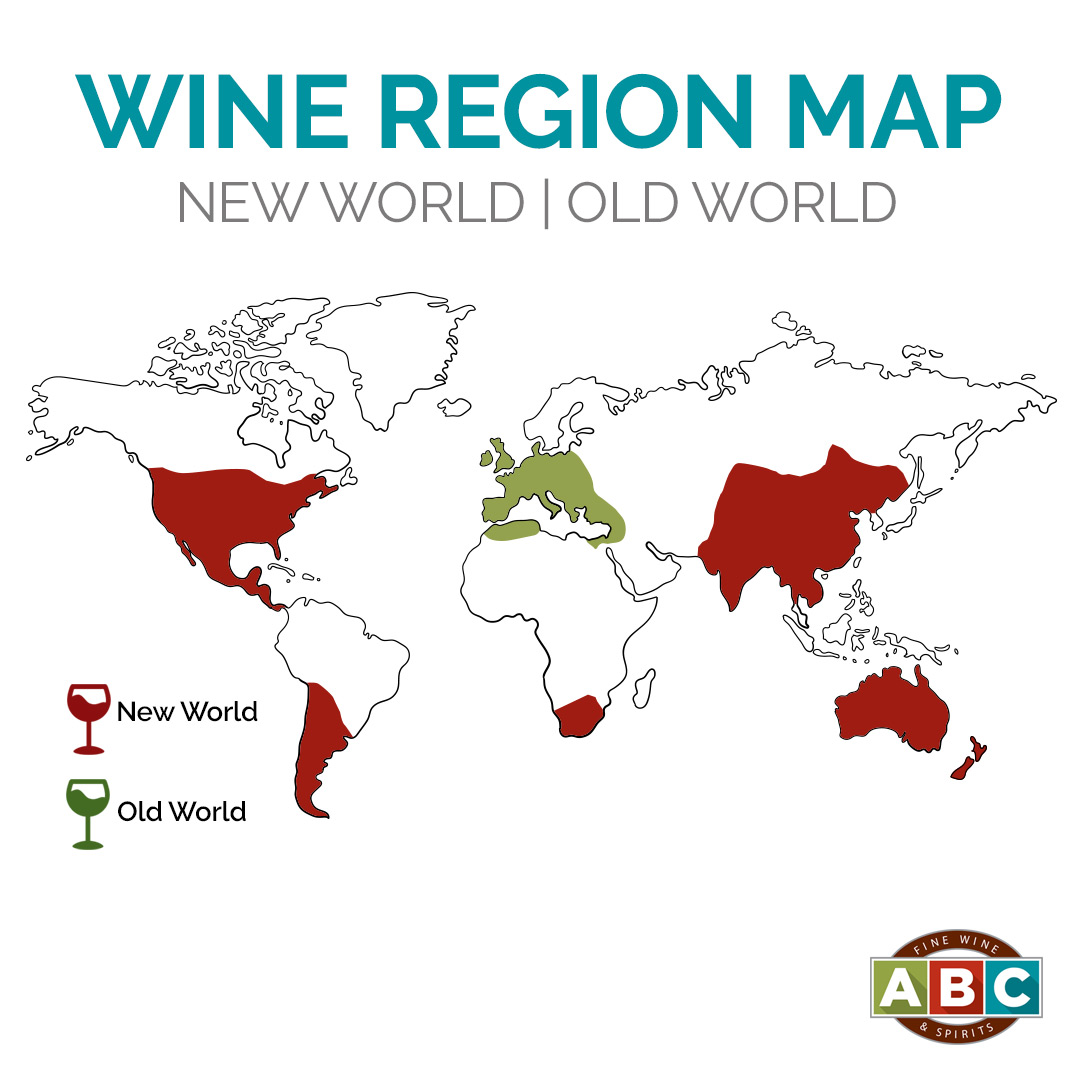 WINE REGION MAP
NEW WORLD | OLD WORLD
New World
Old World
FINE WINE
ABC
& SPIRITS